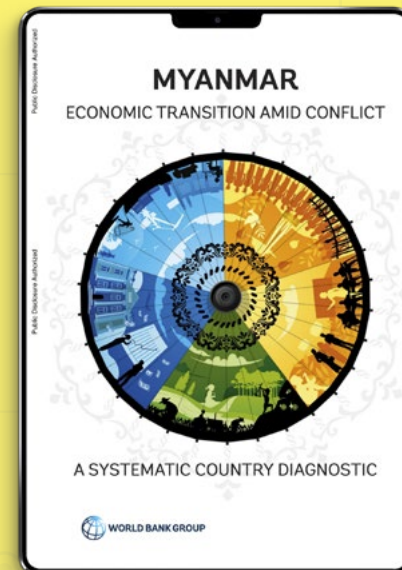 Public Disclosure Authorized
MYANMAR
ECONOMIC TRANSITION AMID CONFLICT
Public Disclosure Authorized
A SYSTEMATIC COUNTRY DIAGNOSTIC
WORLD BANK GROUP